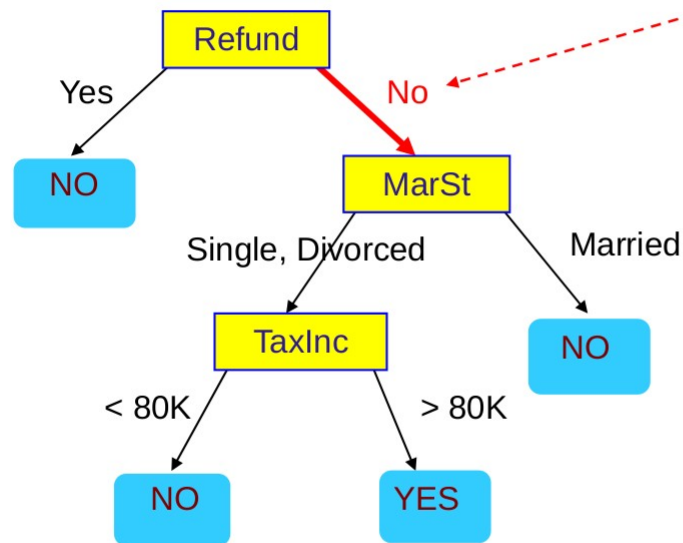 Refund
Yes
No
NO
MarSt
Single, Divorced
Married
TaxInc
NO
< 80K
> 80K
NO
YES